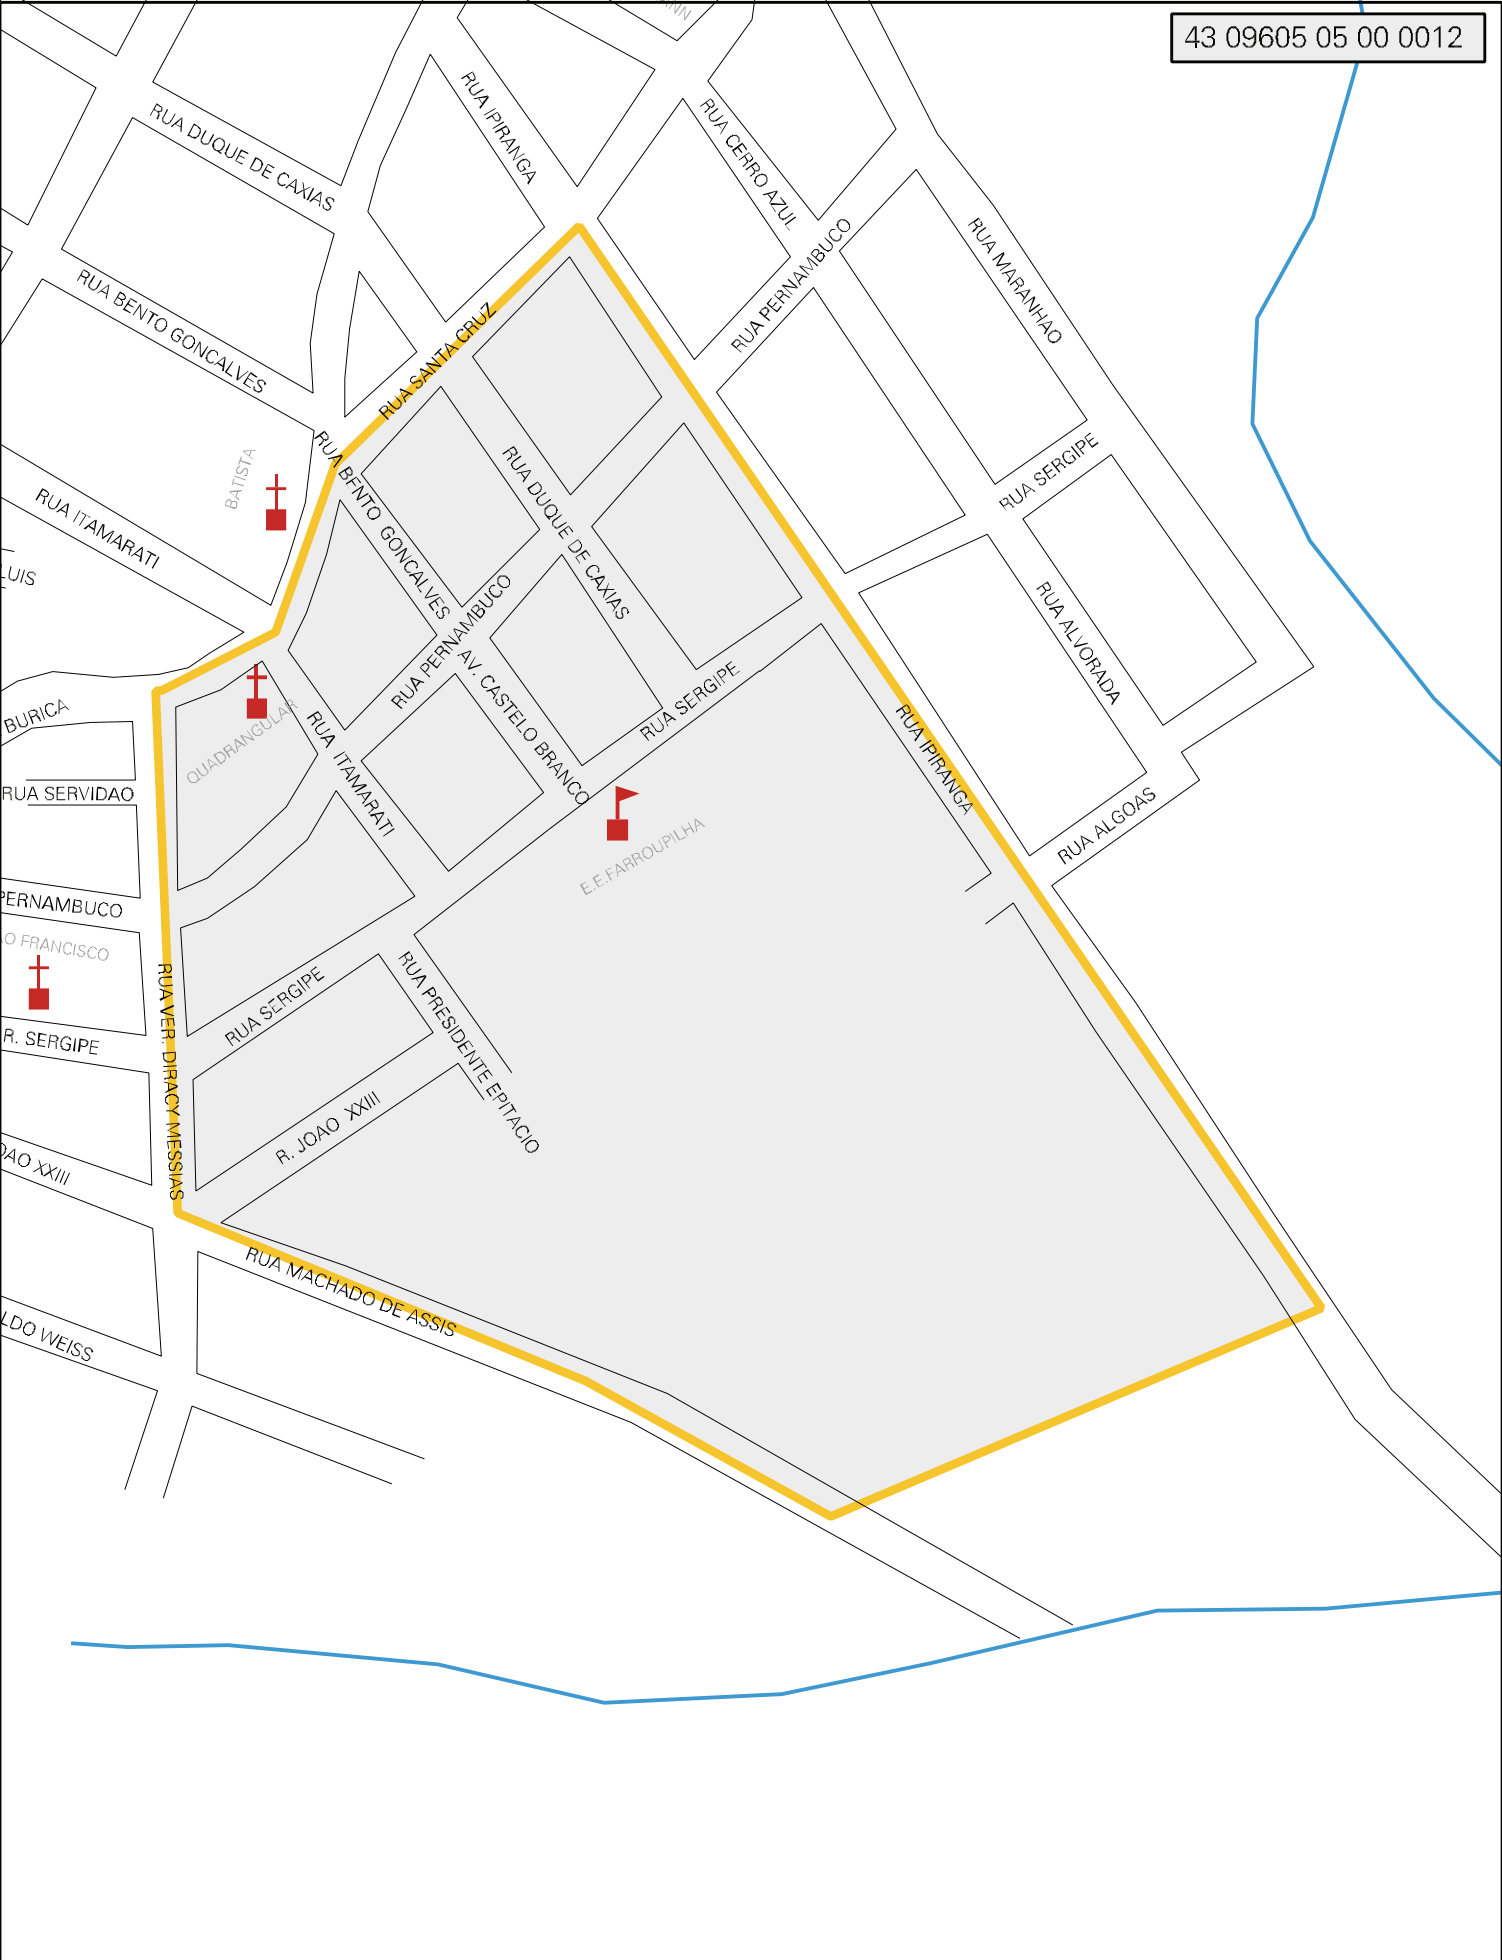 43 09605 05 00 0012
RUA IPIRANGA
RUA DUQUE DE CAXIAS
RUA CERRO AZUL
RUA PERNAMBUCO
RUA MARANHAO
RUA BENTO GONCALVES
RUA SANTA CRUZ
RUA SERGIPE
BATISTA
RUA ITAMARATI
RUA BENTO GONCALVES
RUA DUQUE DE CAXIAS
LUIS
RUA PERNAMBUCO
RUA ALVORADA
AV. CASTELO BRANCO
RUA SERGIPE
BURICA
QUADRANGULAR
RUA ITAMARATI
RUA IPIRANGA
RUA SERVIDAO
RUA ALGOAS
E.E.FARROUPILHA
PERNAMBUCO
AO FRANCISCO
RUA VER. DIRACY MESSIAS
RUA SERGIPE
RUA PRESIDENTE EPITACIO
R. SERGIPE
R. JOAO XXIII
OAO XXIII
RUA MACHADO DE ASSIS
LDO WEISS